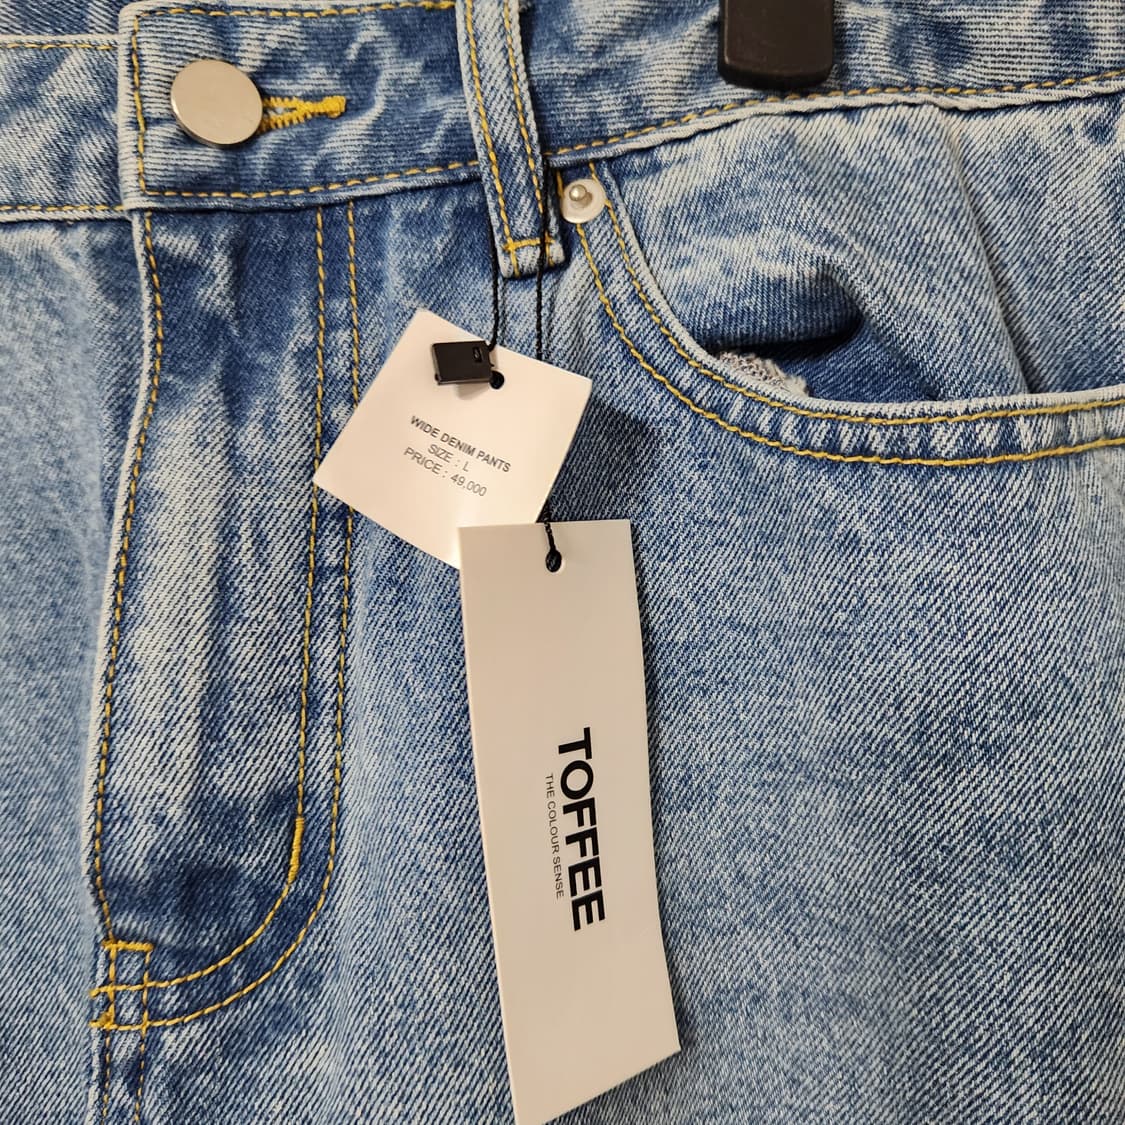 WIDE DENIM PANTS
SIZE : L
PRICE : 49,000
TOFFEE
THE COLOUR SENSE